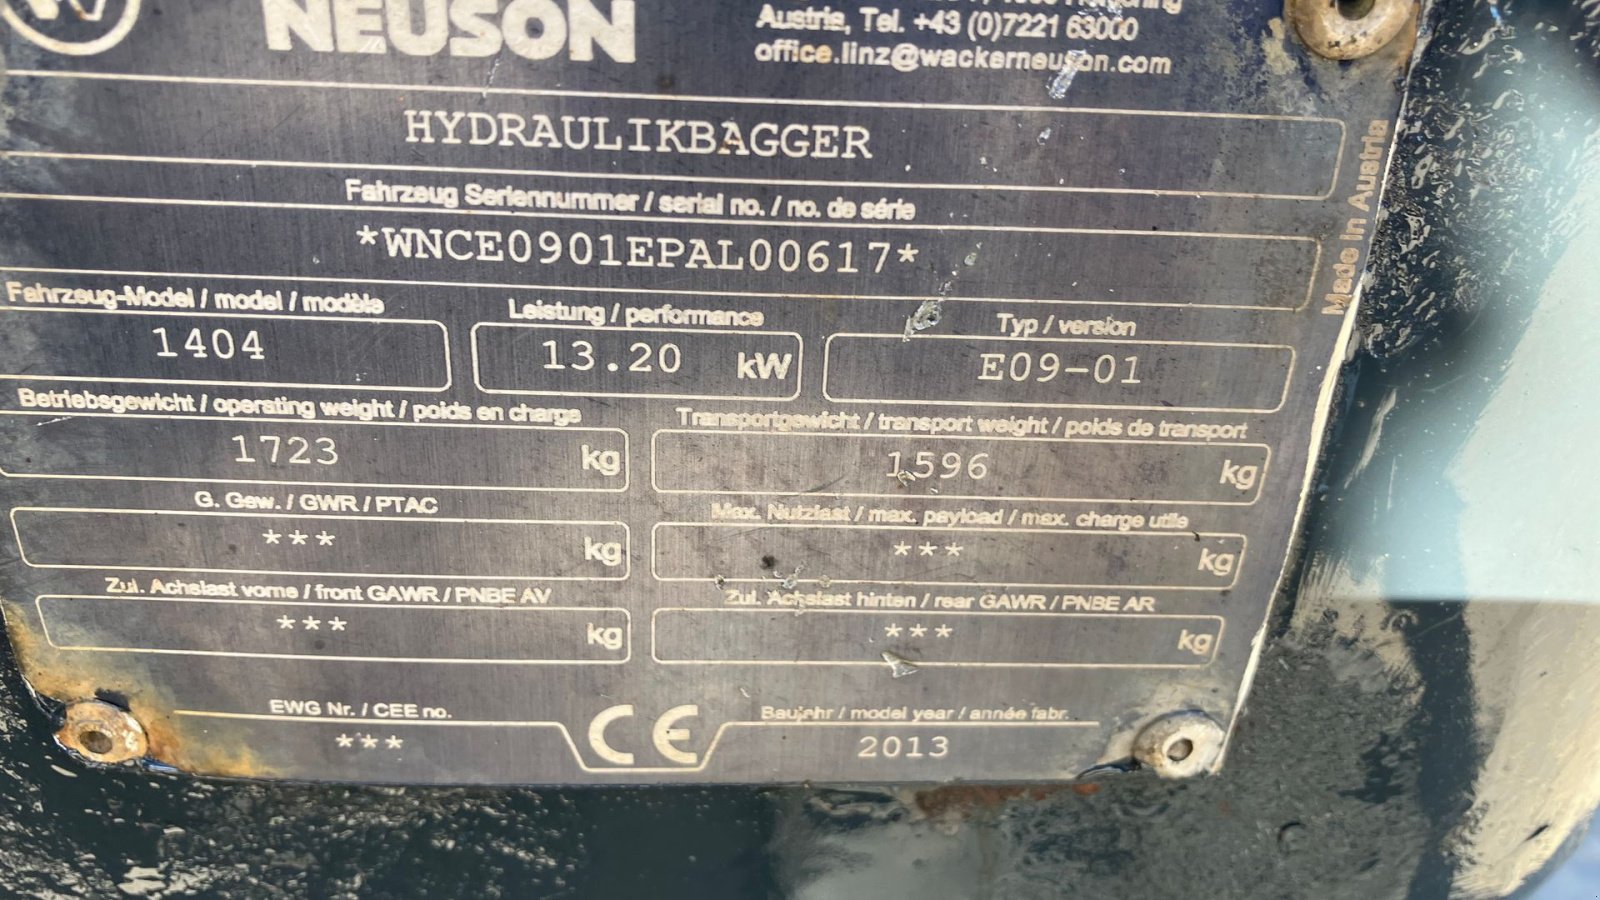 NEUSON
Austria, Tel. +43 (0)7221 63000
office.linz@wackerneuson.com
HYDRAULIKBAGGER
Fahrzeug Seriennummer / serial no. / no. de série
*WNCE0901EPAL00617*
Made in Austria
Fahrzeug-Model / model / modèle
1404
Leistung / performance
13.20 kW
Typ / version
E09-01
Betriebsgewicht / operating weight / poids en charge
1723 kg
Transportgewicht / transport weight / poids de transport
1596 kg
G. Gew. / GWR / PTAC
*** kg
Max. Nutzlast / max. payload / max. charge utile
*** kg
Zul. Achslast vorne / front GAWR / PNBE AV
*** kg
Zul. Achslast hinten / rear GAWR / PNBE AR
*** kg
EWG Nr. / CEE no.
***
CE
Baujahr / model year / année fabr.
2013